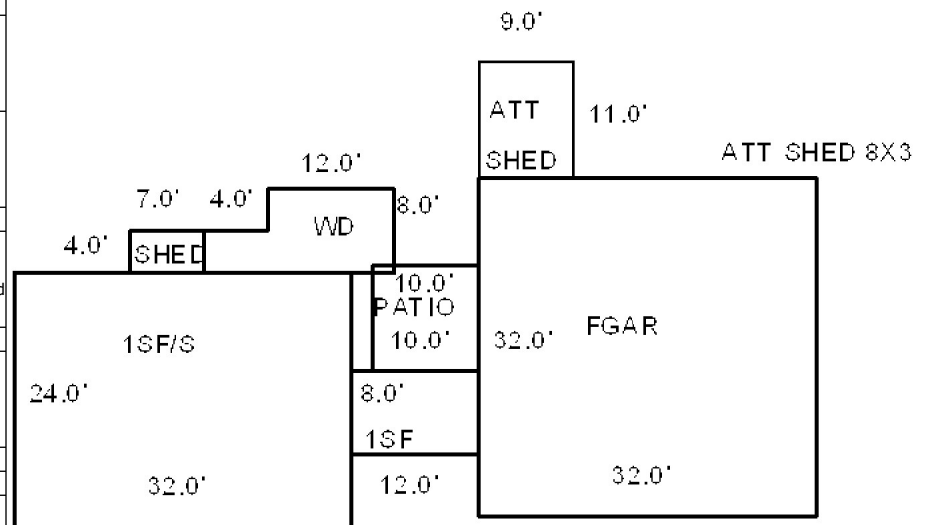 9.0'
ATT
11.0'
SHED
ATT SHED 8X3
12.0'
7.0'
4.0'
8.0'
WD
4.0'
SHED
10.0'
PATIO
1SF/S
10.0'
32.0'
FGAR
24.0'
8.0'
1SF
32.0'
12.0'
32.0'